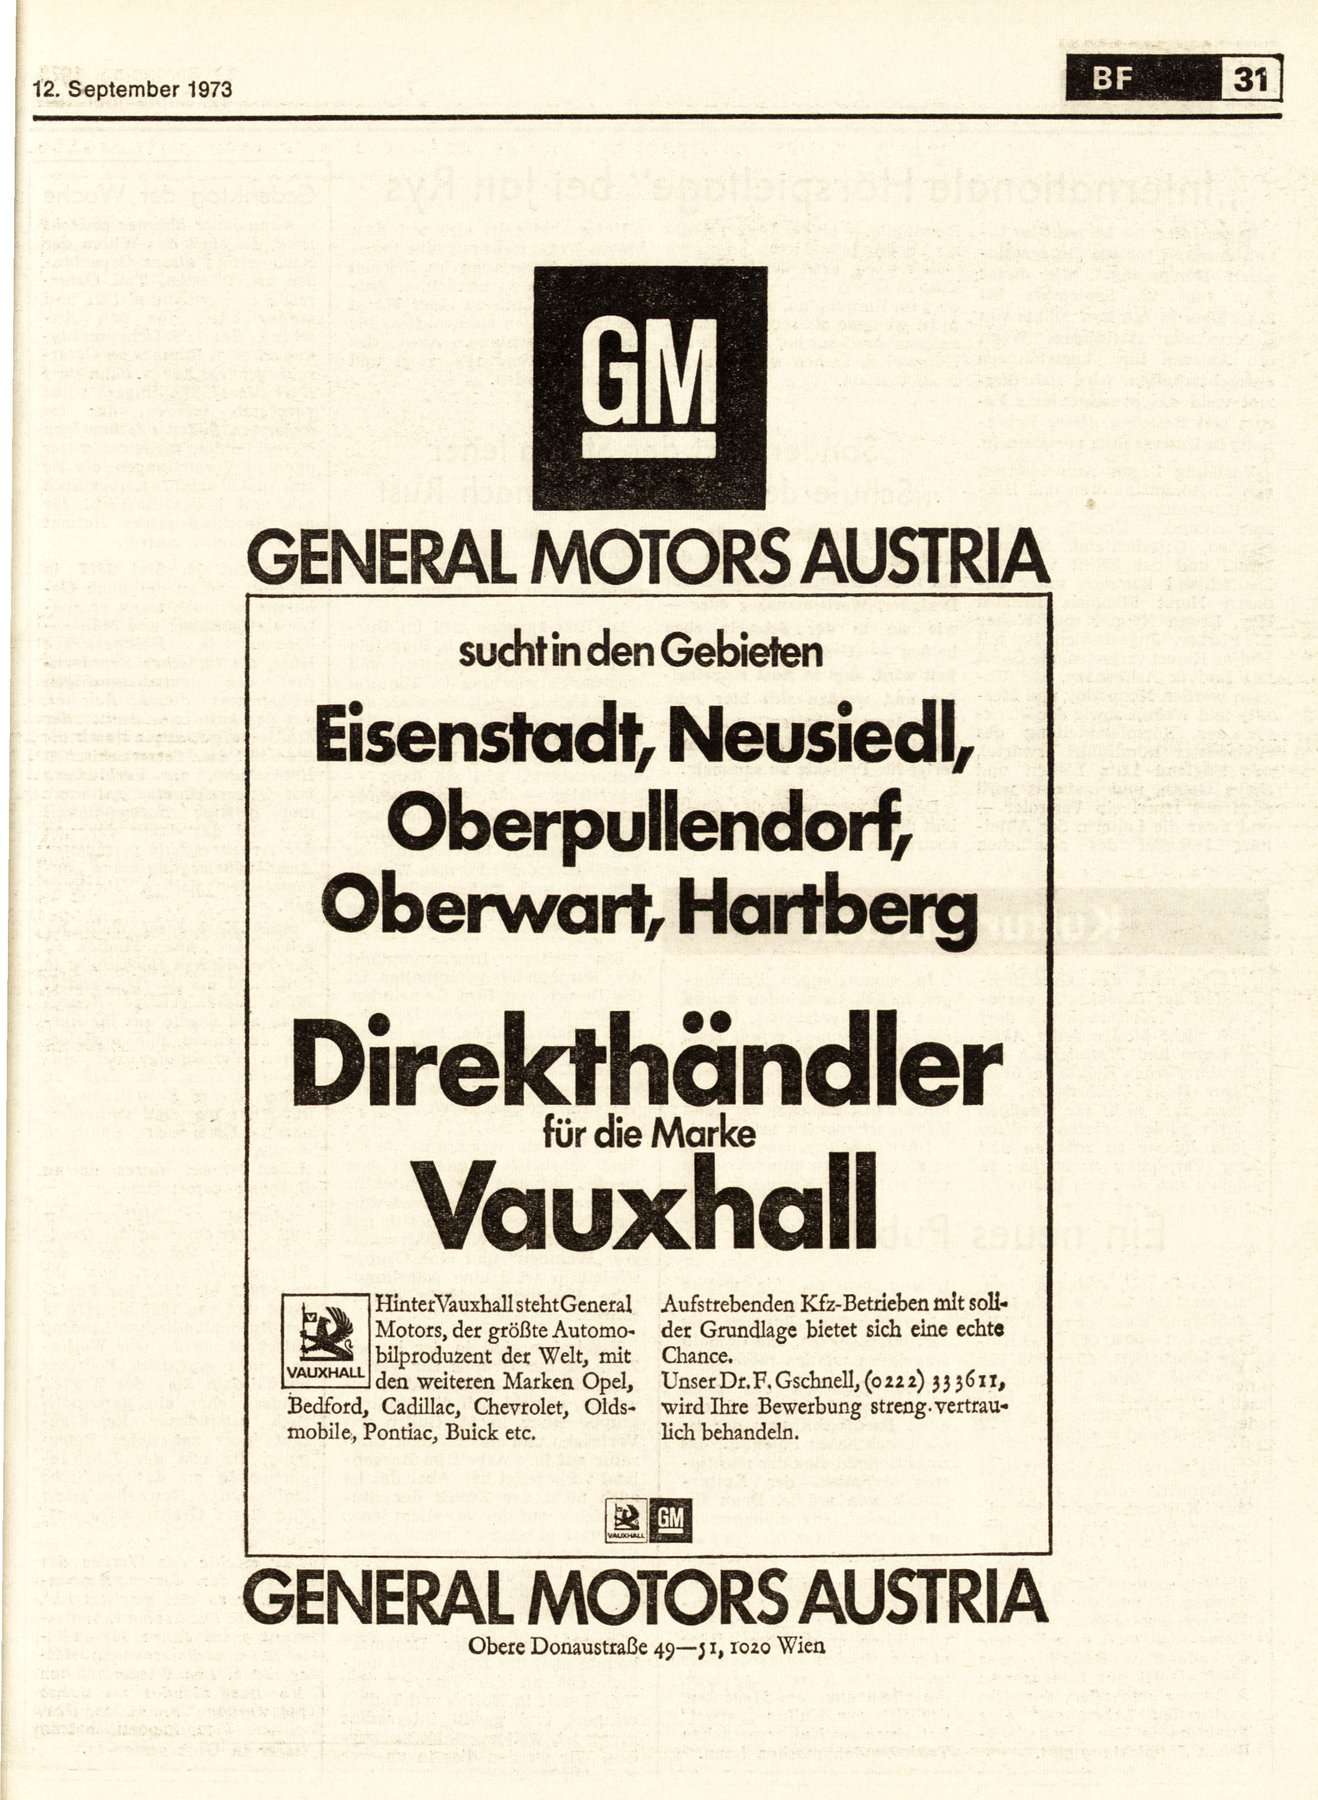 12. September 1973
BF 31
GM
GENERAL MOTORS AUSTRIA
sucht in den Gebieten
Eisenstadt, Neusiedl,
Oberpullendorf,
Oberwart, Hartberg
Direkthändler
für die Marke
Vauxhall
VAUXHALL
Hinter Vauxhall steht General
Motors, der größte Automo-
bilproduzent der Welt, mit
den weiteren Marken Opel,
Bedford, Cadillac, Chevrolet, Olds-
mobile, Pontiac, Buick etc.
Aufstrebenden Kfz-Betrieben mit soli-
der Grundlage bietet sich eine echte
Chance.
Unser Dr. F. Gschnell, (0222) 333611,
wird Ihre Bewerbung streng vertrau-
lich behandeln.
VAUXHALL GM
GENERAL MOTORS AUSTRIA
Obere Donaustraße 49—51, 1020 Wien